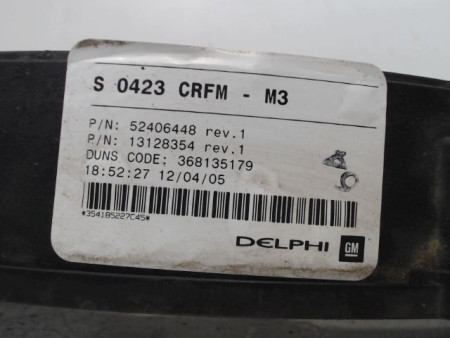 S 0423 CRFM - M3
P/N: 52406448 rev.1
P/N: 13128354 rev.1
DUNS CODE: 368135179
18:52:27 12/04/05
*354185227C45*
DELPHI GM